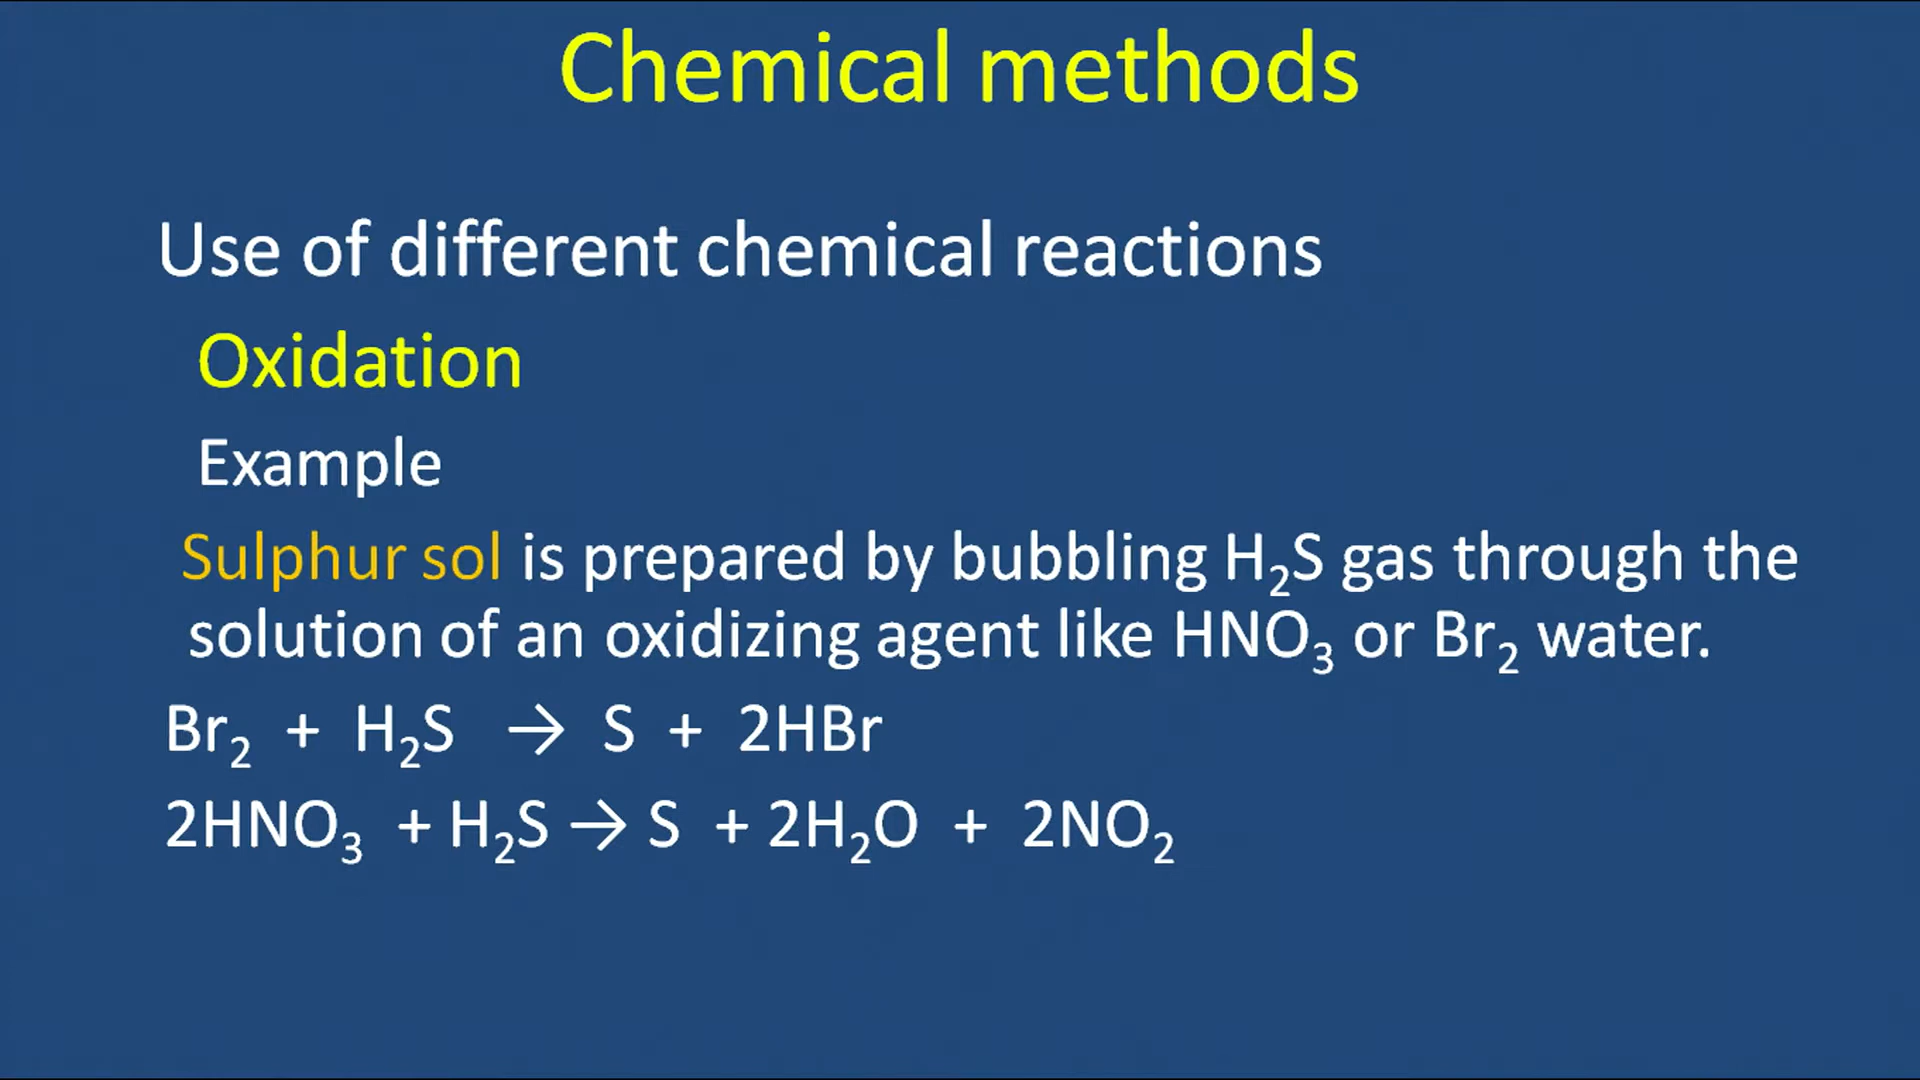 Chemical methods
Use of different chemical reactions
Oxidation
Example
Sulphur sol is prepared by bubbling H₂S gas through the
solution of an oxidizing agent like HNO₃ or Br₂ water.
Br₂ + H₂S → S + 2HBr
2HNO₃ + H₂S → S + 2H₂O + 2NO₂